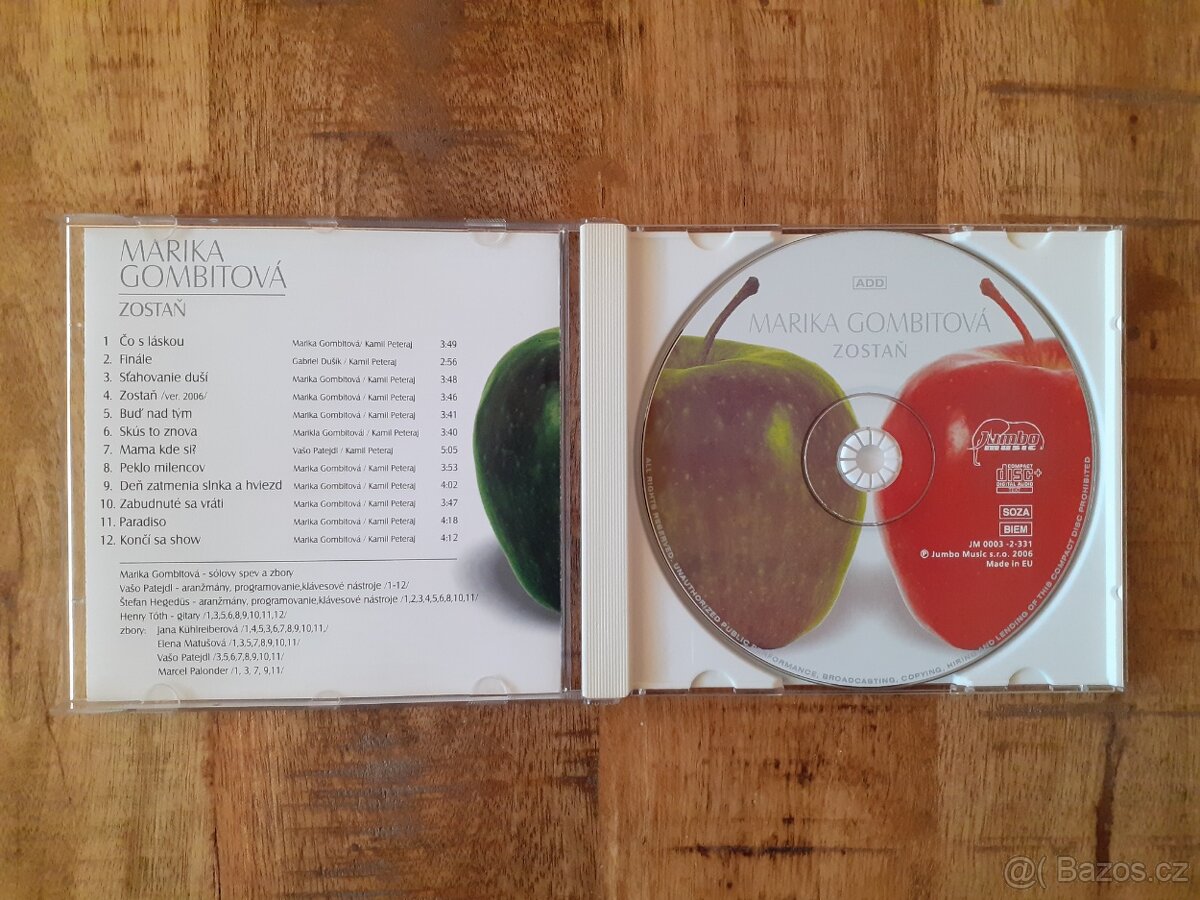 MARIKA
GOMBITOVÁ
ZOSTAŇ
1 Čo s láskou Marika Gombitová/ Kamil Peteraj 3:49
2. Finále Gabriel Dušík / Kamil Peteraj 2:56
3. Sťahovanie duší Marika Gombitová / Kamil Peteraj 3:48
4. Zostaň /ver. 2006/ Marika Gombitová / Kamil Peteraj 3:46
5. Buď nad tým Marika Gombitová / Kamil Peteraj 3:41
6. Skús to znova Marikla Gombitovái / Kamil Peteraj 3:40
7. Mama kde si? Vašo Patejdl / Kamil Peteraj 5:05
8. Peklo milencov Marika Gombitová / Kamil Peteraj 3:53
9. Deň zatmenia slnka a hviezd Marika Gombitová / Kamil Peteraj 4:02
10. Zabudnuté sa vráti Marika Gombitová / Kamil Peteraj 3:47
11. Paradiso Marika Gombitová / Kamil Peteraj 4:18
12. Končí sa show Marika Gombitová / Kamil Peteraj 4:12
Marika Gombitová - sólovy spev a zbory
Vašo Patejdl - aranžmány, programovanie,klávesové nástroje /1-12/
Štefan Hegedüs - aranžmány, programovanie,klávesové nástroje /1,2,3,4,5,6,8,10,11/
Henry Tóth - gitary /1,3,5,6,8,9,10,11,12/
zbory: Jana Kühlreiberová /1,4,5,3,6,7,8,9,10,11,/
Elena Matušová /1,3,5,7,8,9,10,11/
Vašo Patejdl /3,5,6,7,8,9,10,11/
Marcel Palonder /1, 3, 7, 9,11/
ADD
MARIKA GOMBITOVÁ
ZOSTAŇ
Jumbo
MUSIC
COMPACT
disc+
DIGITAL AUDIO
TEXT
SOZA
BIEM
JM 0003 -2-331
℗ Jumbo Music s.r.o. 2006
Made in EU
ALL RIGHTS RESERVED. UNAUTHORIZED PUBLIC PERFORMANCE, BROADCASTING, COPYING, HIRING AND LENDING OF THIS COMPACT DISC PROHIBITED
@( Bazos.cz